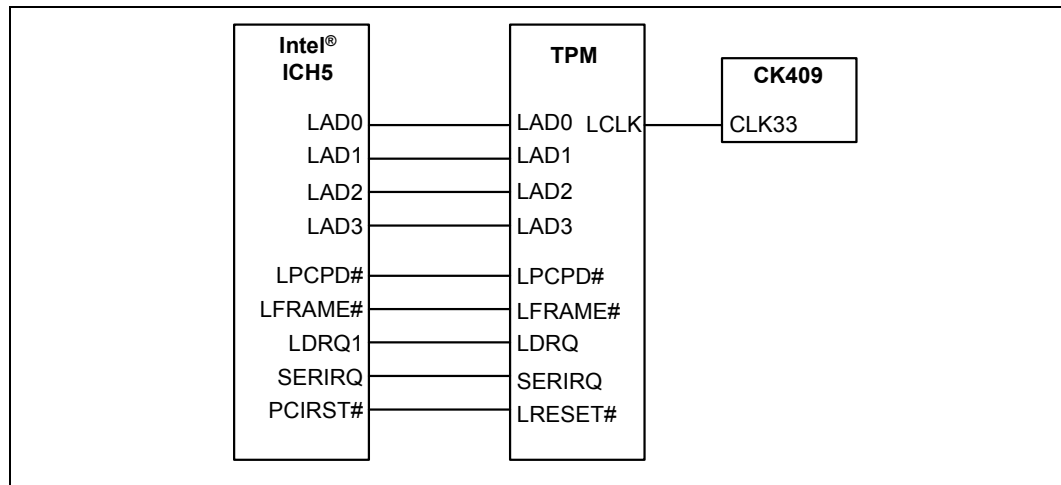 Intel®
ICH5
LAD0
LAD1
LAD2
LAD3
LPCPD#
LFRAME#
LDRQ1
SERIRQ
PCIRST#
TPM
LAD0 LCLK
LAD1
LAD2
LAD3
LPCPD#
LFRAME#
LDRQ
SERIRQ
LRESET#
CK409
CLK33